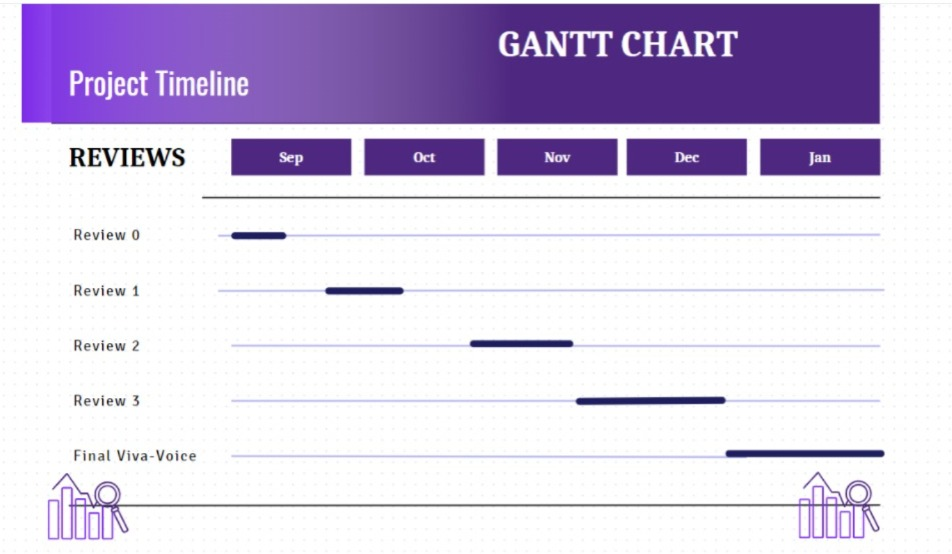 GANTT CHART
Project Timeline
REVIEWS Sep Oct Nov Dec Jan
Review 0
Review 1
Review 2
Review 3
Final Viva-Voice